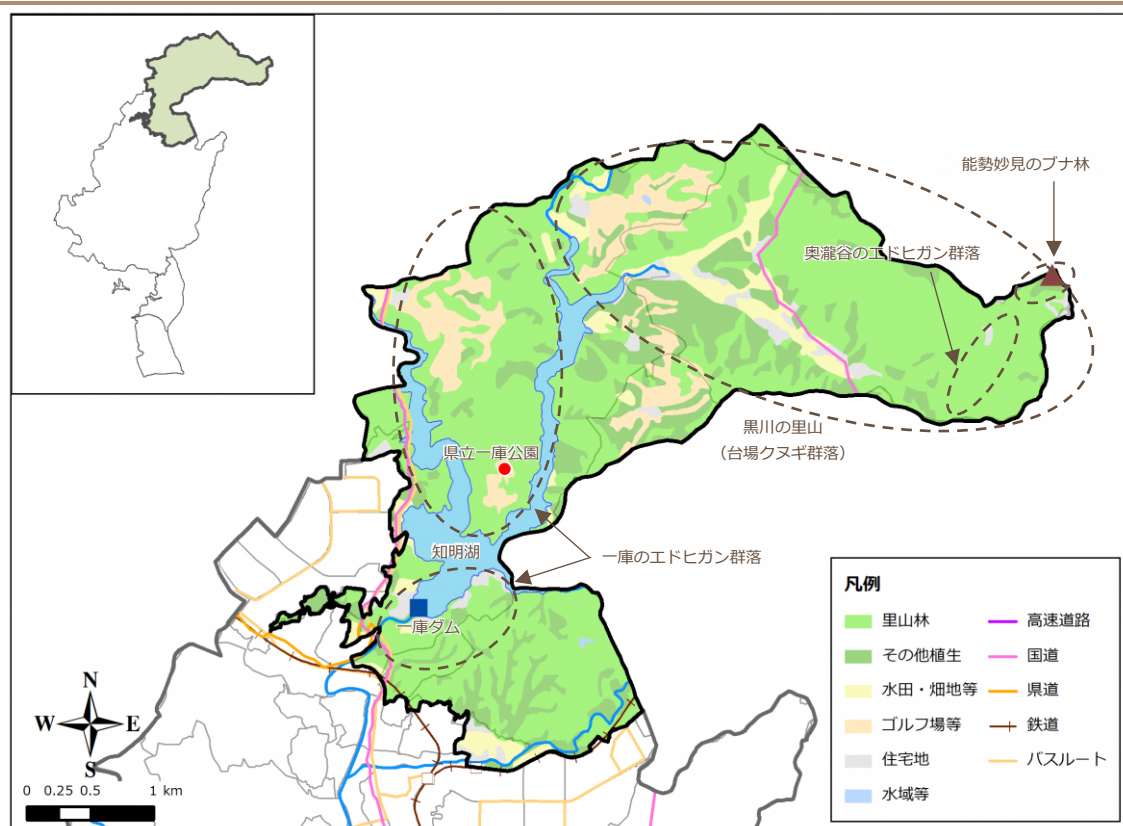 能勢妙見のブナ林
奥瀧谷のエドヒガン群落
黒川の里山
（台場クヌギ群落）
県立一庫公園
知明湖
一庫のエドヒガン群落
一庫ダム
N
W E
S
0 0.25 0.5 1 km
凡例
里山林
その他植生
水田・畑地等
ゴルフ場等
住宅地
水域等
高速道路
国道
県道
鉄道
バスルート